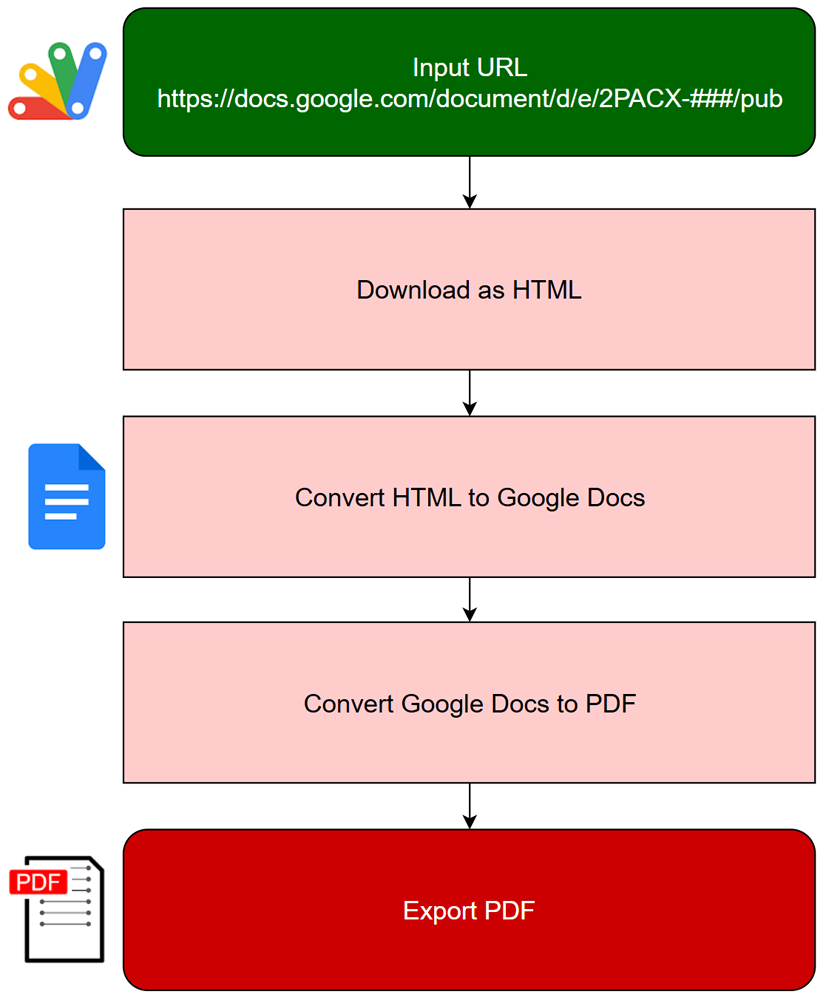 Input URL
https://docs.google.com/document/d/e/2PACX-###/pub
Download as HTML
Convert HTML to Google Docs
Convert Google Docs to PDF
PDF
Export PDF